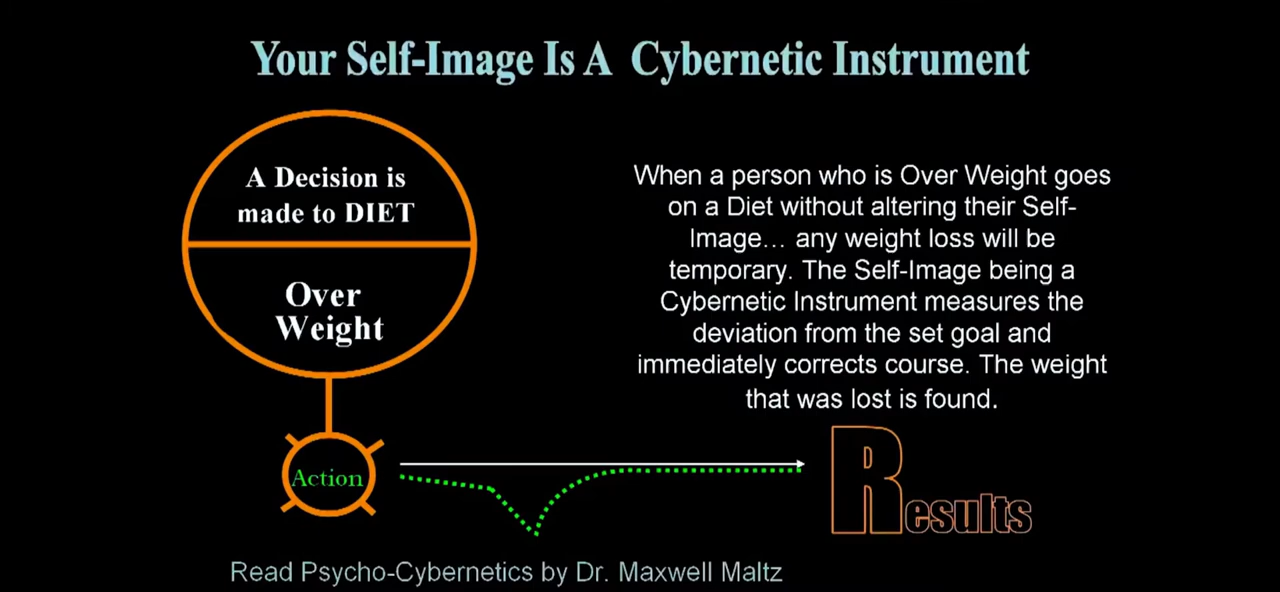 Your Self-Image Is A Cybernetic Instrument
A Decision is
made to DIET
Over
Weight
Action
When a person who is Over Weight goes
on a Diet without altering their Self-
Image... any weight loss will be
temporary. The Self-Image being a
Cybernetic Instrument measures the
deviation from the set goal and
immediately corrects course. The weight
that was lost is found.
Results
Read Psycho-Cybernetics by Dr. Maxwell Maltz